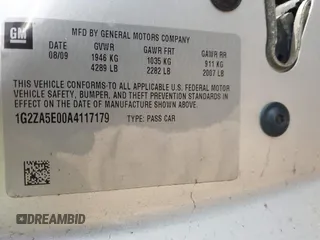 GM
MFD BY GENERAL MOTORS COMPANY
DATE GVWR GAWR FRT GAWR RR
08/09 1946 KG 1035 KG 911 KG
4289 LB 2282 LB 2007 LB
THIS VEHICLE CONFORMS TO ALL APPLICABLE U.S. FEDERAL MOTOR
VEHICLE SAFETY, BUMPER, AND THEFT PREVENTION STANDARDS IN
EFFECT ON THE DATE OF MANUFACTURE SHOWN ABOVE.
1G2ZA5E00A4117179 TYPE: PASS CAR
DREAMBID